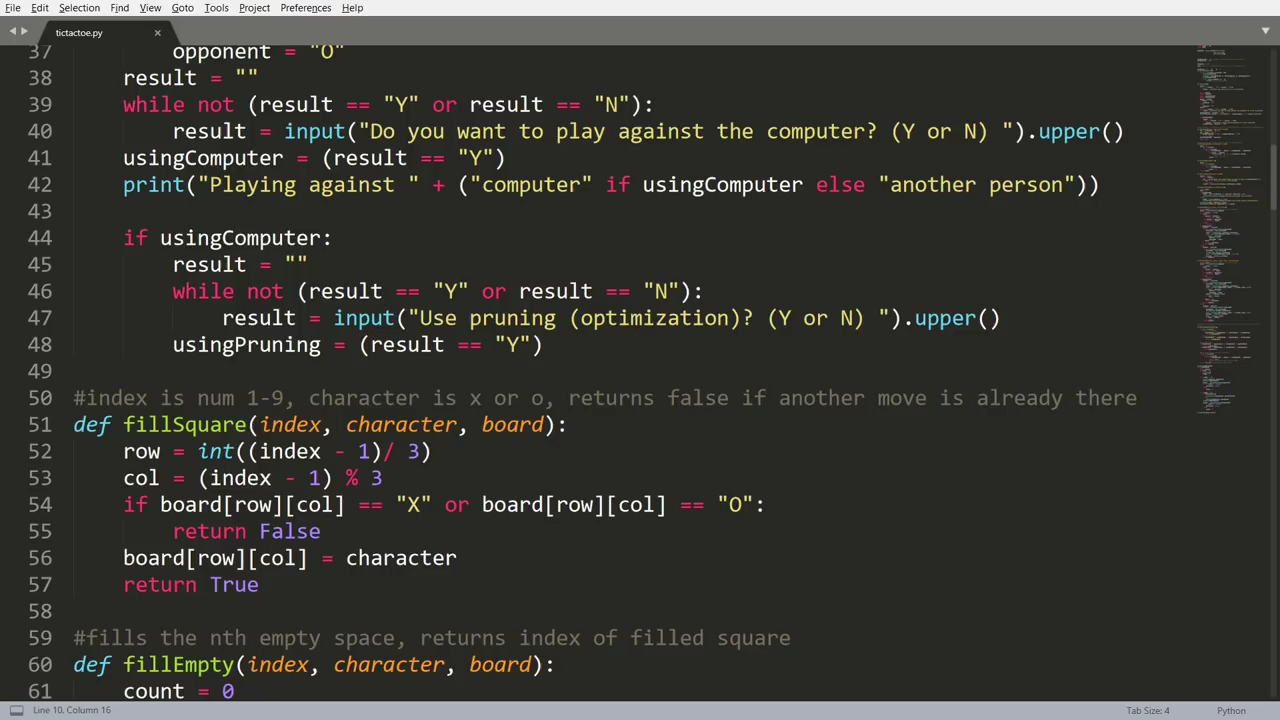 File Edit Selection Find View Goto Tools Project Preferences Help
tictactoe.py
37 opponent = "O"
38 result = ""
39 while not (result == "Y" or result == "N"):
40 result = input("Do you want to play against the computer? (Y or N) ").upper()
41 usingComputer = (result == "Y")
42 print("Playing against " + ("computer" if usingComputer else "another person"))
43
44 if usingComputer:
45 result = ""
46 while not (result == "Y" or result == "N"):
47 result = input("Use pruning (optimization)? (Y or N) ").upper()
48 usingPruning = (result == "Y")
49
50 #index is num 1-9, character is x or o, returns false if another move is already there
51 def fillSquare(index, character, board):
52 row = int((index - 1)/ 3)
53 col = (index - 1) % 3
54 if board[row][col] == "X" or board[row][col] == "O":
55 return False
56 board[row][col] = character
57 return True
58
59 #fills the nth empty space, returns index of filled square
60 def fillEmpty(index, character, board):
61 count = 0
Line 10, Column 16 Tab Size: 4 Python